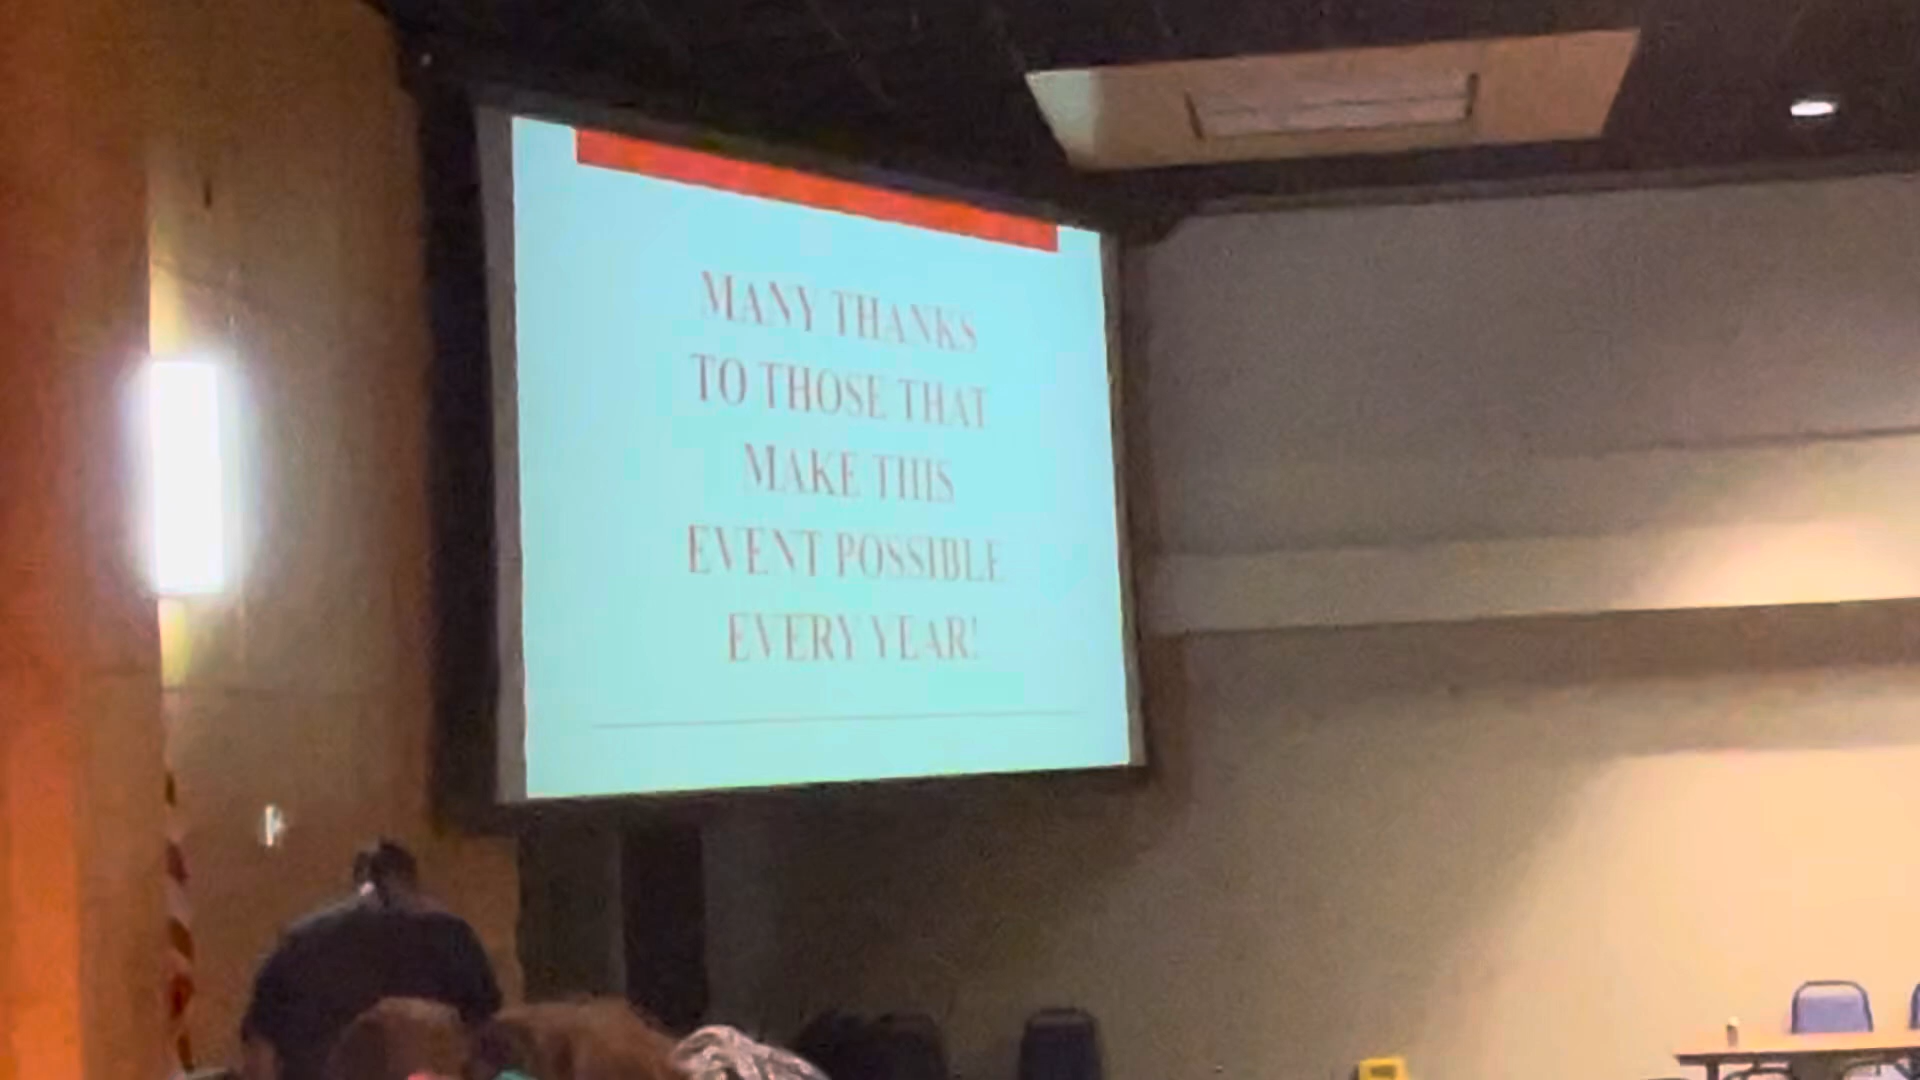 MANY THANKS
TO THOSE THAT
MAKE THIS
EVENT POSSIBLE
EVERY YEAR!